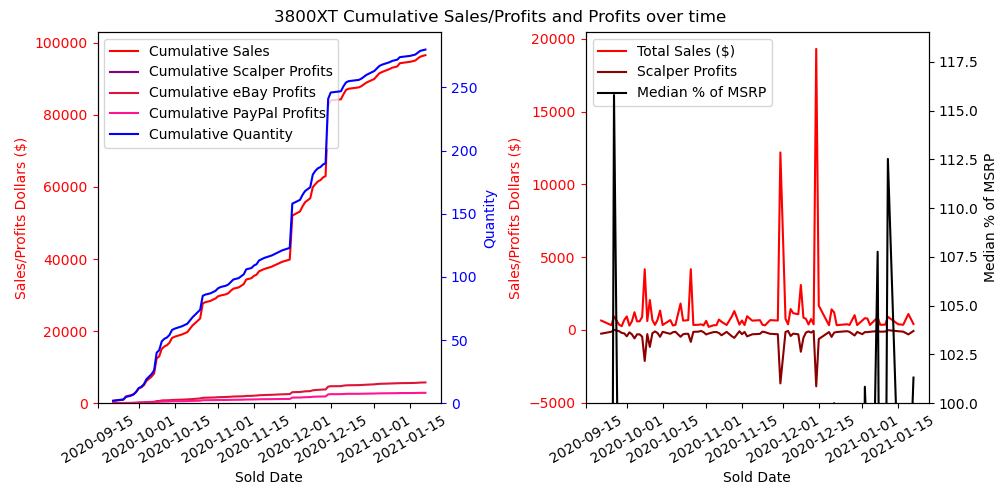 3800XT Cumulative Sales/Profits and Profits over time
Cumulative Sales
Cumulative Scalper Profits
Cumulative eBay Profits
Cumulative PayPal Profits
Cumulative Quantity
100000
80000
60000
40000
20000
0
Sales/Profits Dollars ($)
250
200
150
100
50
0
Quantity
2020-09-15
2020-10-01
2020-10-15
2020-11-01
2020-11-15
2020-12-01
2020-12-15
2021-01-01
2021-01-15
Sold Date
Total Sales ($)
Scalper Profits
Median % of MSRP
20000
15000
10000
5000
0
−5000
Sales/Profits Dollars ($)
117.5
115.0
112.5
110.0
107.5
105.0
102.5
100.0
Median % of MSRP
2020-09-15
2020-10-01
2020-10-15
2020-11-01
2020-11-15
2020-12-01
2020-12-15
2021-01-01
2021-01-15
Sold Date